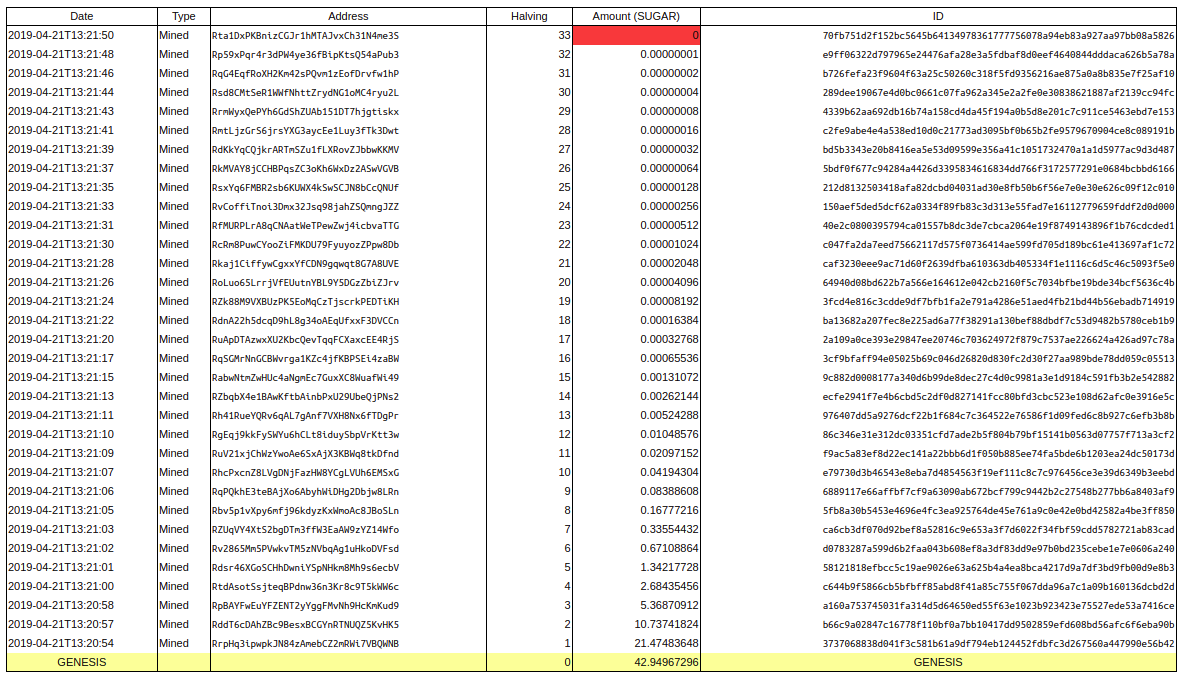 Date Type Address Halving Amount (SUGAR) ID
2019-04-21T13:21:50 Mined Rta1DxPKBnizCGJr1hMTAJvxCh31N4me3S 33 0 70fb751d2f152bc5645b6413497836177756078a94eb83a927aa97bb08a5826
2019-04-21T13:21:48 Mined Rp59xPqr4r3dPW4ye36fBipKtsQ54aPub3 32 0.00000001 e9ff06322d797965e24476afa28e3a5fdbaf8d0eef4640844dddaca626b5a78a
2019-04-21T13:21:46 Mined RqG4EqfRoXH2Km42sPQvm1zEofDrvfw1hP 31 0.00000002 b726fefa23f9604f63a25c50260c318f5fd9356216ae875a0a8b835e7f25af10
2019-04-21T13:21:44 Mined Rsd8CMtSeR1WWfNhttZrydNG1oMC4ryu2L 30 0.00000004 289dee19067e4d0bc0661c07fa962a345e2a2fe0e30838621887af2139cc94fc
2019-04-21T13:21:43 Mined RrmWyxQePYh6GdShZUAb151DT7hjgtiskx 29 0.00000008 4339b62aa692db16b74a158cd4da45f194a0b5d8e201c7c911ce5463ebd7e153
2019-04-21T13:21:41 Mined RmtLjzGrS6jrsYXG3aycEe1Luy3fTk3Dwt 28 0.00000016 c2fe9abe4e4a538ed10d0c21773ad3095bf0b65b2fe9579670904ce8c089191b
2019-04-21T13:21:39 Mined RdKkYqCQjkrARTmSZu1fLXRovZJbbwKKMV 27 0.00000032 bd5b3343e20b8416ea5e53d09599e356a41c1051732470a1a1d5977ac9d3d487
2019-04-21T13:21:37 Mined RkMVAY8jCCHBPqsZC3oKh6WxDz2ASwVGVB 26 0.00000064 5bdf0f677c94284a4426d3395834616834dd766f3172577291e0684bcbbd6166
2019-04-21T13:21:35 Mined RsxYq6FMBR2sb6KUWX4kSwSCJN8bCcQNUf 25 0.00000128 212d8132503418afa82dcbd04031ad30e8fb50b6f56e7e0e30e626c09f12c010
2019-04-21T13:21:33 Mined RvCoffiTnoi3Dmx32Jsq98jahZSQmngJZZ 24 0.00000256 150aef5ded5dcf62a0334f89fb83c3d313e55fad7e16112779659fddf2d0d000
2019-04-21T13:21:31 Mined RfMURPLrA8qCNAatWeTPewZwj4icbvaTTG 23 0.00000512 40e2c0800395794ca01557b8dc3de7cbca2064e19f8749143896f1b76cdcded1
2019-04-21T13:21:30 Mined RcRm8PuwCYooZiFMKDU79FyuyozZPpw8Db 22 0.00001024 c047fa2da7eed75662117d575f0736414ae599fd705d189bc61e413697af1c72
2019-04-21T13:21:28 Mined Rkaj1CiffywCgxxYfCDN9gqwqt8G7A8UVE 21 0.00002048 caf3230eee9ac71d60f2639dfba610363db405334f1e1116c6d5c46c5093f5e0
2019-04-21T13:21:26 Mined RoLuo65LrrjVfEUutnYBL9Y5DGzZbiZJrv 20 0.00004096 64940d08bd622b7a566e164612e042cb2160f5c7034bfbe19bde34bcf5636c4b
2019-04-21T13:21:24 Mined RZk88M9VXBUzPK5EoMqCzTjscrkPEDTiKH 19 0.00008192 3fcd4e816c3cdde9df7bfb1fa2e791a4286e51aed4fb21bd44b56ebadb714919
2019-04-21T13:21:22 Mined RdnA22h5dcqD9hL8g34oAEqUfxxF3DVCCn 18 0.00016384 ba13682a207fec8e225ad6a77f38291a130bef88dbdf7c53d9482b5780ceb1b9
2019-04-21T13:21:20 Mined RuApDTAzwxXU2KbcQevTqqFCXaxcEE4RjS 17 0.00032768 2a109a0ce393e29847ee20746c703624972f879c7537ae226624a426ad97c78a
2019-04-21T13:21:17 Mined RqSGMrNnGCBWvrga1KZc4jfKBPSEi4zaBW 16 0.00065536 3cf9bfaff94e05025b69c046d26820d830fc2d30f27aa989bde78dd059c05513
2019-04-21T13:21:15 Mined RabwNtmZwHUc4aNgmEc7GuxXC8WuafWi49 15 0.00131072 9c882d0008177a340d6b99de8dec27c4d0c9981a3e1d9184c591fb3b2e542882
2019-04-21T13:21:13 Mined RZbqbX4e1BAwKftbAinbPxU29UbeQjPNs2 14 0.00262144 ecfe2941f7e4b6cbd5c2df0d827141fcc80bfd3cbc523e108d62afc0e3916e5c
2019-04-21T13:21:11 Mined Rh41RueYQRv6qAL7gAnf7VXH8Nx6fTDgPr 13 0.00524288 976407dd5a9276dcf22b1f684c7c364522e76586f1d09fed6c8b927c6efb3b8b
2019-04-21T13:21:10 Mined RgEqj9kkFySWYu6hCLt8iduySbpVrKtt3w 12 0.01048576 86c346e31e312dc03351cfd7ade2b5f804b79bf15141b0563d07757f713a3cf2
2019-04-21T13:21:09 Mined RuV21xjChWzYwoAe6SxAjX3KBWq8tkDfnd 11 0.02097152 f9ac5a83ef8d22ec141a22bbb6d1f050b885ee74fa5bde6b1203ea24dc50173d
2019-04-21T13:21:07 Mined RhcPxcnZ8LVgDNjFazHW8YCgLVUh6EMSxG 10 0.04194304 e79730d3b46543e8eba7d4854563f19ef111c8c7c976456ce3e39d6349b3eebd
2019-04-21T13:21:06 Mined RqPQkhE3teBAjXo6AbyhWiDHg2Dbjw8LRn 9 0.08388608 6889117e66affbf7cf9a63090ab672bcf799c9442b2c27548b277bb6a8403af9
2019-04-21T13:21:05 Mined Rbv5p1vXpy6mfj96kdyzKxWmoAc8JBoSLn 8 0.16777216 5fb8a30b5453e4696e4fc3ea925764de45e761a9c0e42e0bd42582a4be3ff850
2019-04-21T13:21:03 Mined RZUqVY4XtS2bgDTm3ffW3EaAW9zYZ14Wfo 7 0.33554432 ca6cb3df070d92bef8a52816c9e653a3f7d6022f34fbf59cdd5782721ab83cad
2019-04-21T13:21:02 Mined Rv2865Mm5PVwkvTM5zNVbqAg1uHkoDVFsd 6 0.67108864 d0783287a599d6b2faa043b608ef8a3df83dd9e97b0bd235cebe1e7e0606a240
2019-04-21T13:21:01 Mined Rdsr46XGoSCHhDwniYSpNHkm8Mh9s6ecbV 5 1.34217728 58121818efbcc5c19ae9026e63a625b4a4ea8bca4217d9a7df3bd9fb00d9e8b3
2019-04-21T13:21:00 Mined RtdAsotSsjteqBPdnw36n3Kr8c9T5kWW6c 4 2.68435456 c644b9f5866cb5bfbff85abd8f41a85c755f067dda96a7c1a09b160136dcbd2d
2019-04-21T13:20:58 Mined RpBAYFwEuYFZENT2yYggFMvNh9HcKmKud9 3 5.36870912 a160a753745031fa314d5d64650ed55f63e1023b923423e75527ede53a7416ce
2019-04-21T13:20:57 Mined RddT6cDAhZBc9BesxBCGYnRTNUQZ5KvHK5 2 10.73741824 b66c9a02847c16778f110bf0a7bb10417dd9502859efd608bd56afc6f6eba90b
2019-04-21T13:20:54 Mined RrpHq3ipwpkJN84zAmebCZ2mRWi7VBQWNB 1 21.47483648 3737068838d041f3c581b61a9df794eb124452fdbfc3d267560a447990e56b42
GENESIS 0 42.94967296 GENESIS